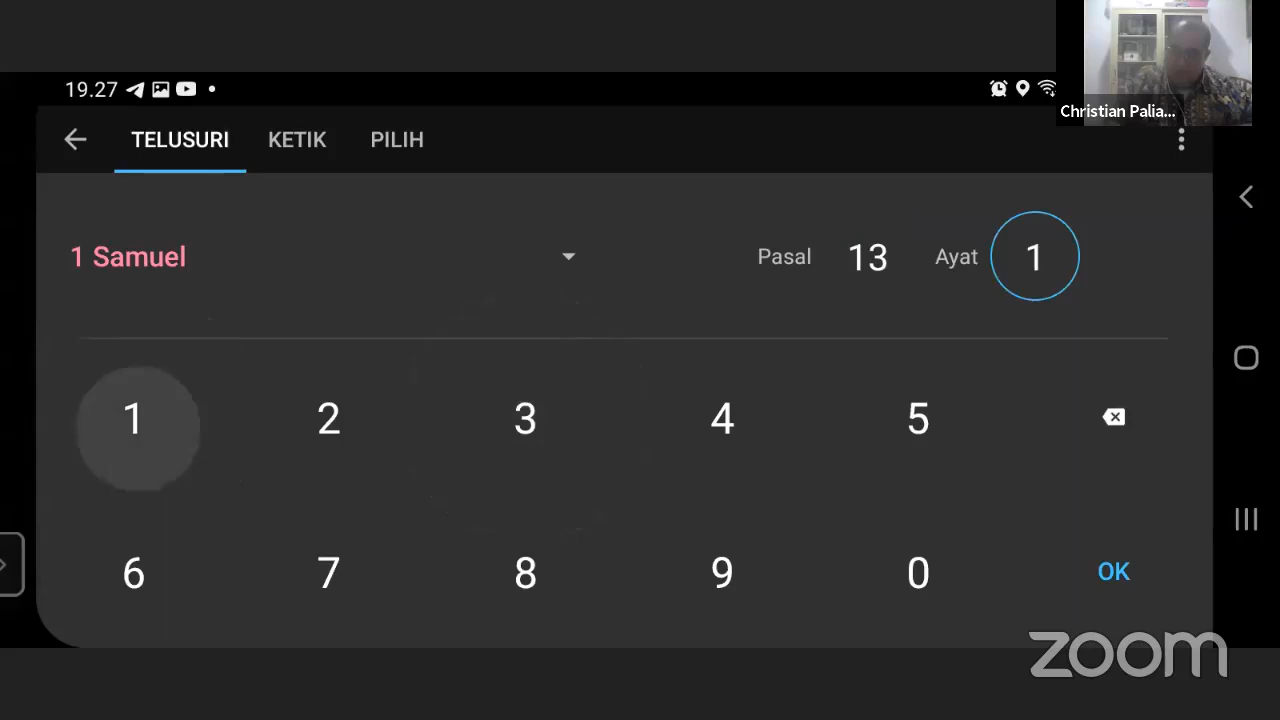 19.27
Christian Palia...
TELUSURI KETIK PILIH
1 Samuel Pasal 13 Ayat 1
1 2 3 4 5
6 7 8 9 0 OK
zoom